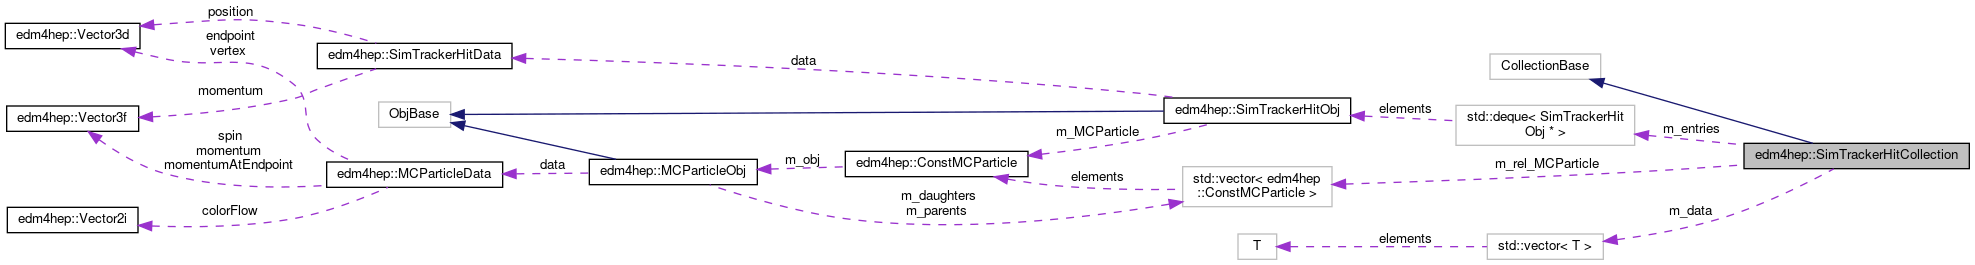 position
edm4hep::Vector3d
endpoint
vertex
edm4hep::SimTrackerHitData
data
CollectionBase
momentum
edm4hep::Vector3f
ObjBase
edm4hep::SimTrackerHitObj
elements
std::deque< SimTrackerHit
Obj * >
m_entries
spin
momentum
momentumAtEndpoint
m_MCParticle
edm4hep::SimTrackerHitCollection
edm4hep::MCParticleData
data
edm4hep::MCParticleObj
m_obj
edm4hep::ConstMCParticle
elements
m_rel_MCParticle
std::vector< edm4hep
::ConstMCParticle >
colorFlow
edm4hep::Vector2i
m_daughters
m_parents
m_data
T
elements
std::vector< T >